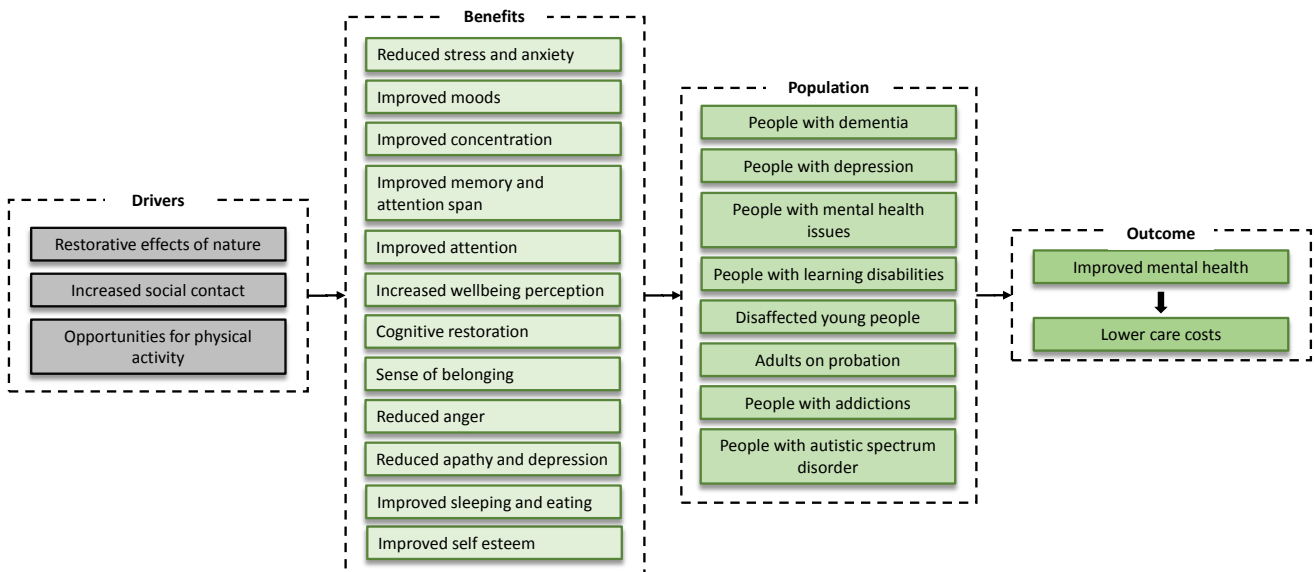 Drivers
Restorative effects of nature
Increased social contact
Opportunities for physical
activity
Benefits
Reduced stress and anxiety
Improved moods
Improved concentration
Improved memory and
attention span
Improved attention
Increased wellbeing perception
Cognitive restoration
Sense of belonging
Reduced anger
Reduced apathy and depression
Improved sleeping and eating
Improved self esteem
Population
People with dementia
People with depression
People with mental health
issues
People with learning disabilities
Disaffected young people
Adults on probation
People with addictions
People with autistic spectrum
disorder
Outcome
Improved mental health
Lower care costs